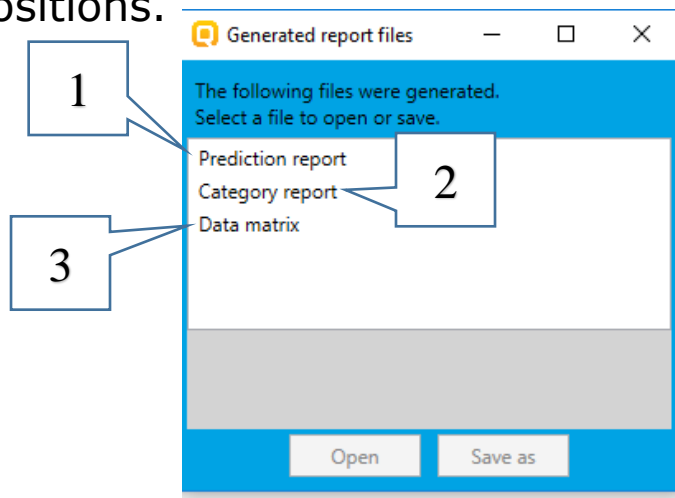 ositions.
Generated report files
1
The following files were generated.
Select a file to open or save.
Prediction report
2
Category report
3
Data matrix
Open Save as